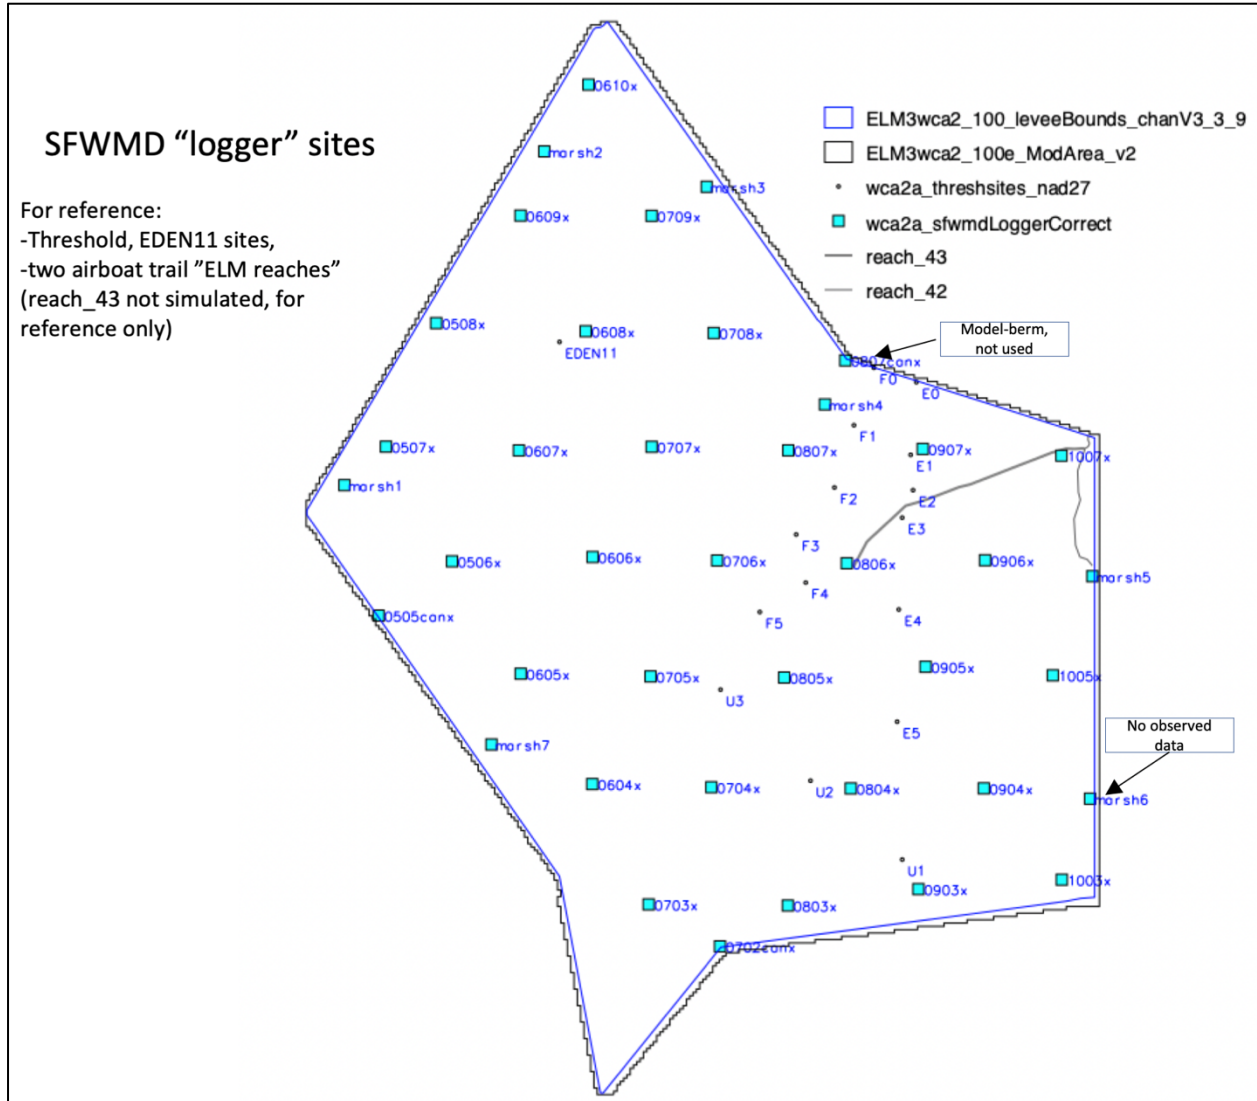 SFWMD “logger” sites
For reference:
-Threshold, EDEN11 sites,
-two airboat trail ”ELM reaches”
(reach_43 not simulated, for
reference only)
ELM3wca2_100_leveeBounds_chanV3_3_9
ELM3wca2_100e_ModArea_v2
wca2a_threshsites_nad27
wca2a_sfwmdLoggerCorrect
reach_43
reach_42
Model-berm,
not used
No observed
data
0610x
marsh2
marsh3
0609x
0709x
0508x
0608x
0708x
EDEN11
0807canx
F0
E0
marsh4
F1
0507x
0607x
0707x
0807x
0907x
E1
1007x
marsh1
F2
E2
E3
F3
0506x
0606x
0706x
0806x
0906x
marsh5
F4
0505canx
F5
E4
0605x
0705x
0805x
0905x
1005x
U3
E5
marsh7
0604x
0704x
U2
0804x
0904x
marsh6
U1
0903x
1003x
0703x
0803x
0702canx